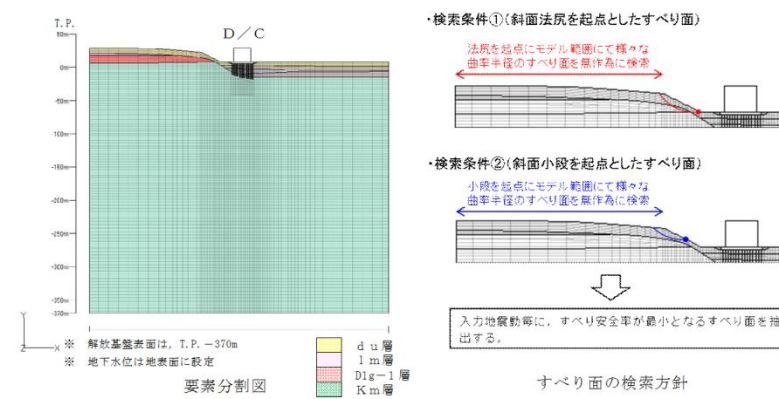 T.P.
D／C
10m
0m
-50m
-100m
-150m
-200m
-250m
-350m
-370m
Y
Z
X
※　解放基盤表面は，T.P.－370m
※　地下水位は地表面に設定
du層
lm層
D1g－1層
Km層
要素分割図
・検索条件①(斜面法尻を起点としたすべり面)
法尻を起点にモデル範囲にて様々な
曲率半径のすべり面を無作為に検索
・検索条件②(斜面小段を起点としたすべり面)
小段を起点にモデル範囲にて様々な
曲率半径のすべり面を無作為に検索
入力地震動毎に，すべり安全率が最小となるすべり面を抽
出する。
すべり面の検索方針